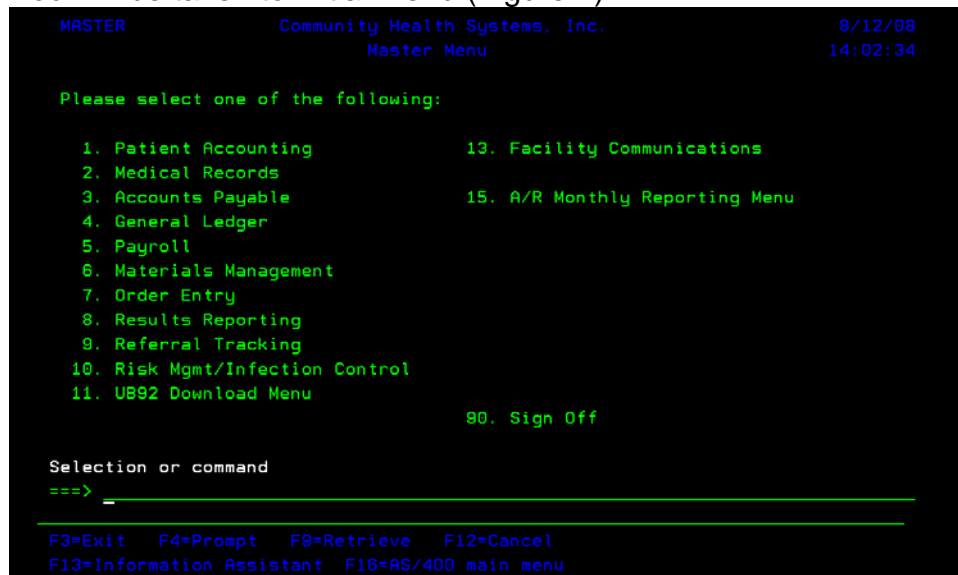 MASTER Community Health Systems, Inc. 8/12/08
Master Menu 14:02:34
Please select one of the following:
1. Patient Accounting 13. Facility Communications
2. Medical Records
3. Accounts Payable 15. A/R Monthly Reporting Menu
4. General Ledger
5. Payroll
6. Materials Management
7. Order Entry
8. Results Reporting
9. Referral Tracking
10. Risk Mgmt/Infection Control
11. UB92 Download Menu
90. Sign Off
Selection or command
===> _
F3=Exit F4=Prompt F9=Retrieve F12=Cancel
F13=Information Assistant F16=AS/400 main menu